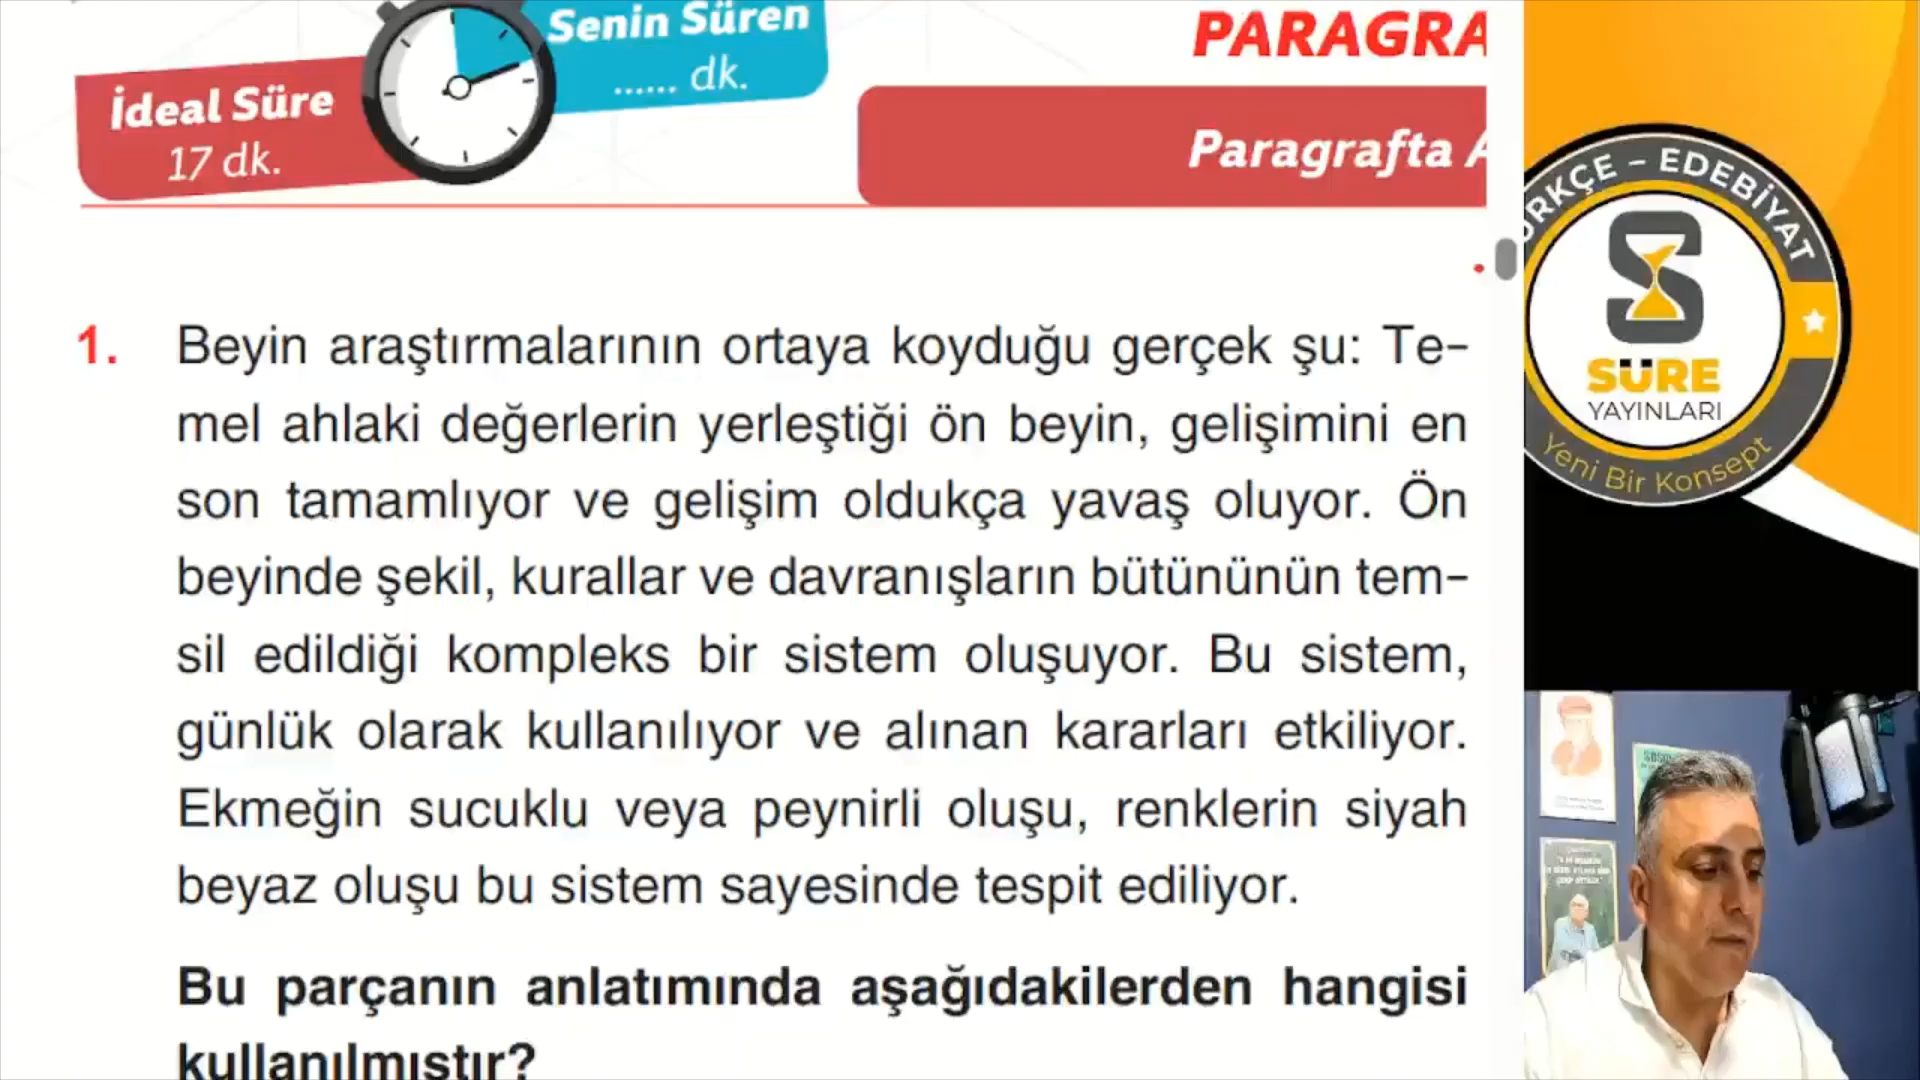 İdeal Süre
17 dk.
Senin Süren
...... dk.
PARAGRA
Paragrafta A
1. Beyin araştırmalarının ortaya koyduğu gerçek şu: Te-
mel ahlaki değerlerin yerleştiği ön beyin, gelişimini en
son tamamlıyor ve gelişim oldukça yavaş oluyor. Ön
beyinde şekil, kurallar ve davranışların bütününün tem-
sil edildiği kompleks bir sistem oluşuyor. Bu sistem,
günlük olarak kullanılıyor ve alınan kararları etkiliyor.
Ekmeğin sucuklu veya peynirli oluşu, renklerin siyah
beyaz oluşu bu sistem sayesinde tespit ediliyor.
Bu parçanın anlatımında aşağıdakilerden hangisi
kullanılmıştır?
ÜRKÇE – EDEBİYAT
SÜRE
YAYINLARI
Yeni Bir Konsept